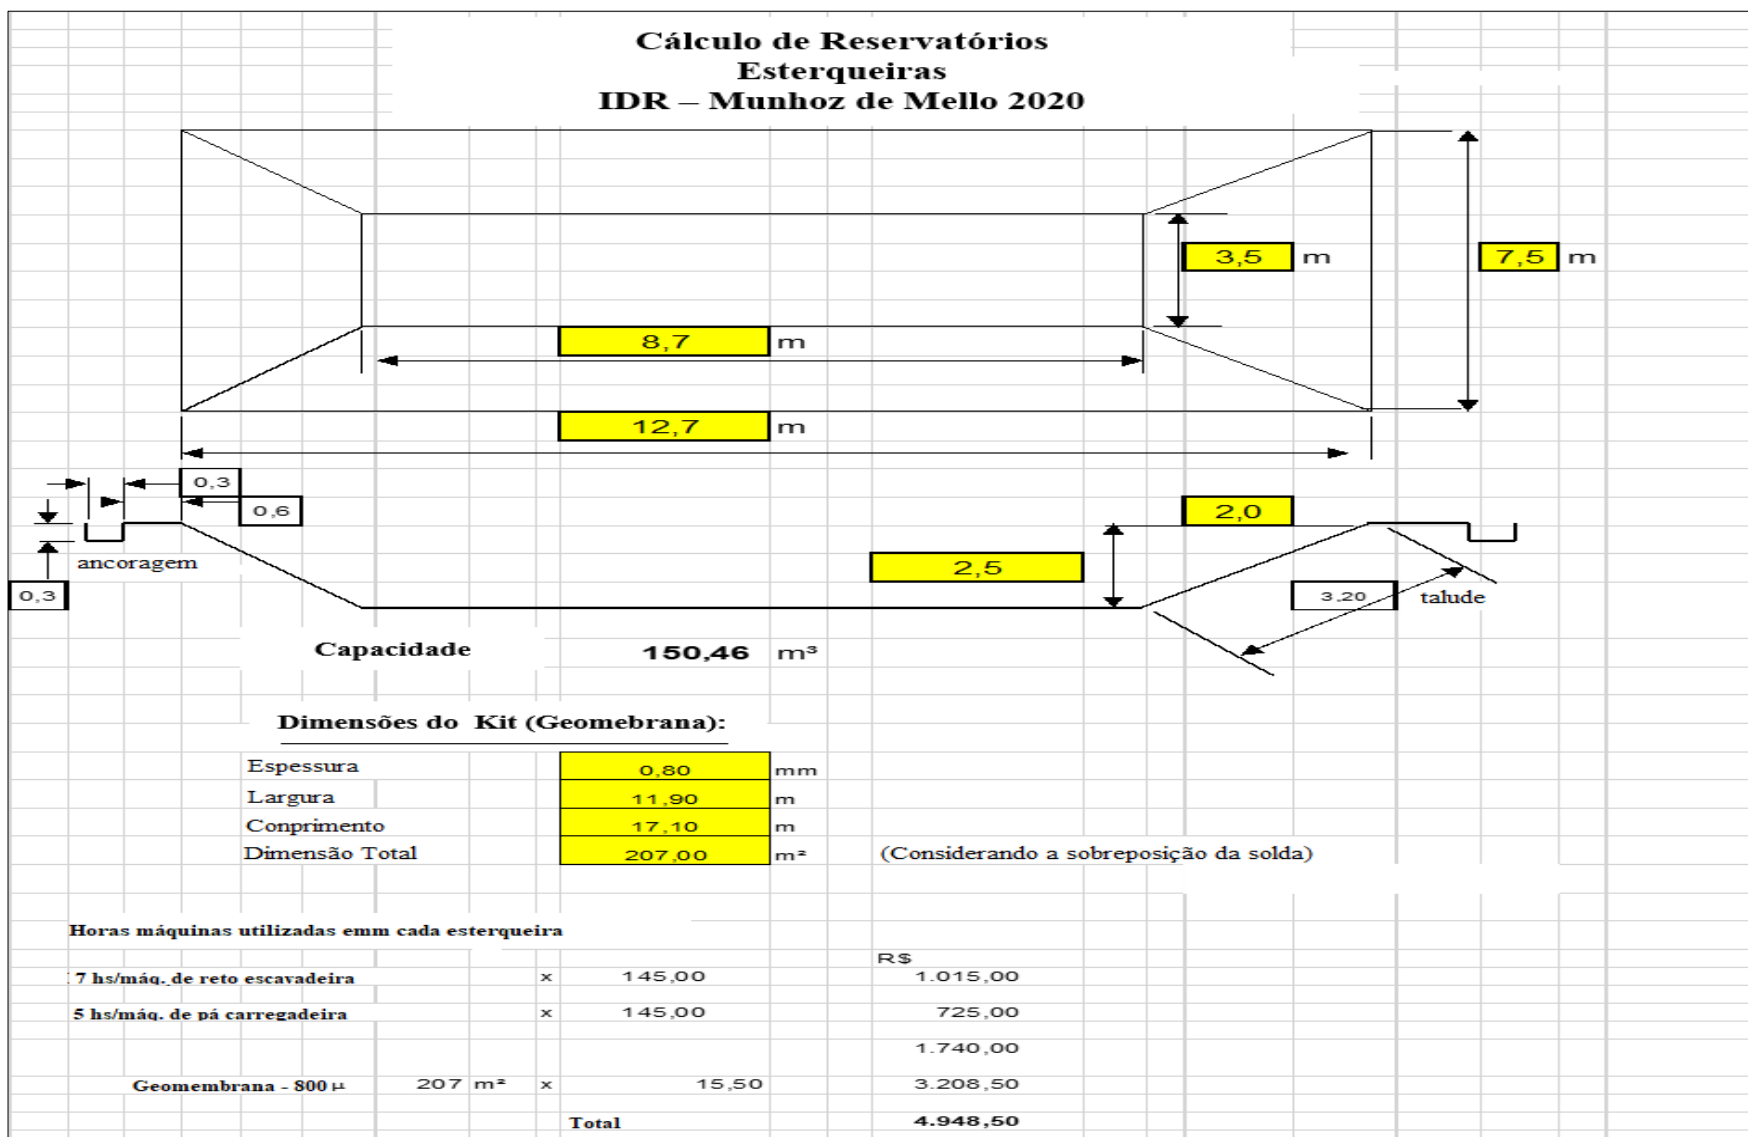 Cálculo de Reservatórios
Esterqueiras
IDR – Munhoz de Mello 2020
3,5 m
7,5 m
8,7 m
12,7 m
0,3
0,6
2,0
ancoragem
2,5
0,3
3,20
talude
Capacidade 150,46 m³
Dimensões do Kit (Geomebrana):
Espessura 0,80 mm
Largura 11,90 m
Conprimento 17,10 m
Dimensão Total 207,00 m² (Considerando a sobreposição da solda)
Horas máquinas utilizadas emm cada esterqueira
R$
7 hs/máq. de reto escavadeira x 145,00 1.015,00
5 hs/máq. de pá carregadeira x 145,00 725,00
1.740,00
Geomembrana - 800 µ 207 m² x 15,50 3.208,50
Total 4.948,50